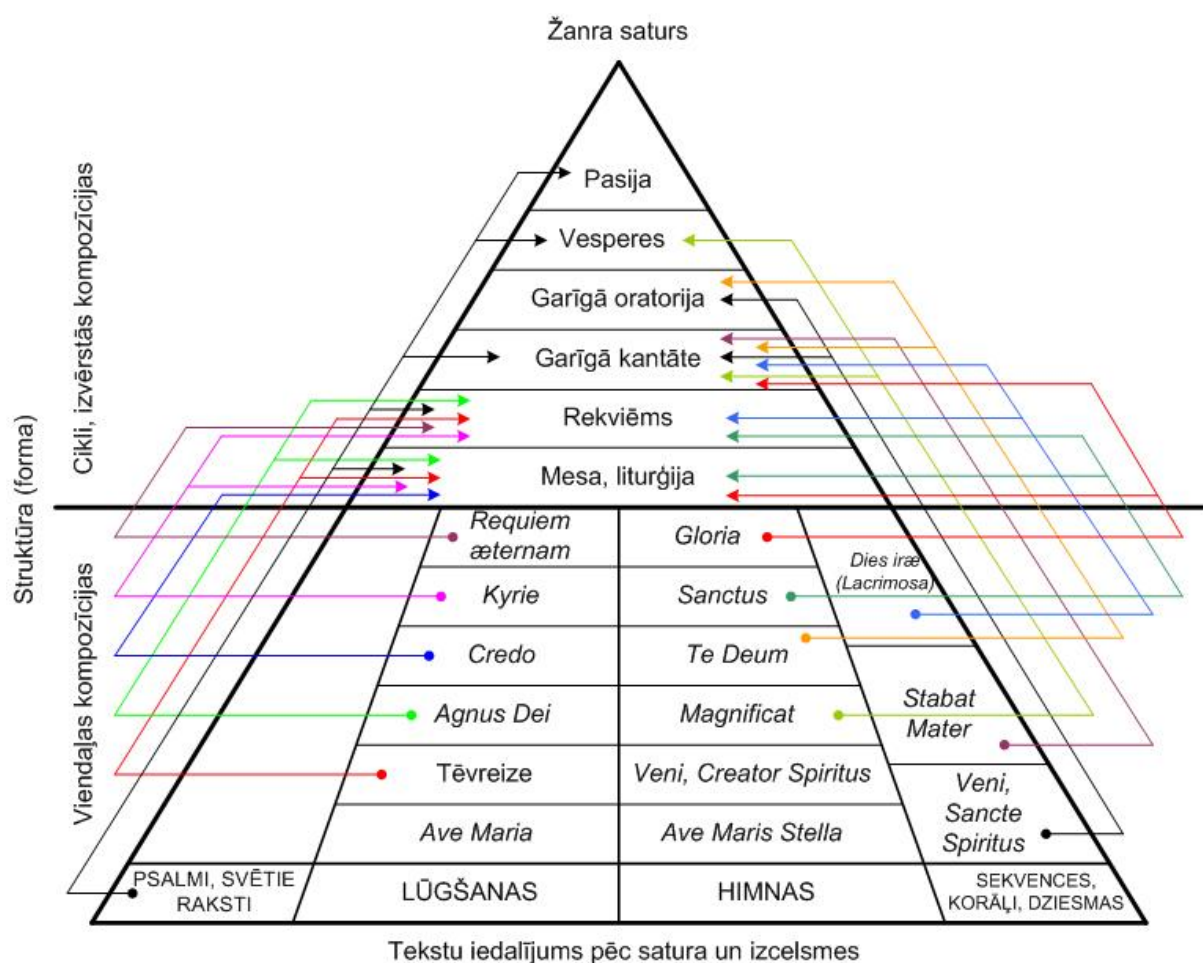 Žanra saturs
Cikli, izvērstās kompozīcijas
Struktūra (forma)
Viendaļas kompozīcijas
Pasija
Vesperes
Garīgā oratorija
Garīgā kantāte
Rekviēms
Mesa, liturģija
Requiem
æternam
Gloria
Dies iræ
(Lacrimosa)
Kyrie
Sanctus
Credo
Te Deum
Agnus Dei
Magnificat
Stabat
Mater
Tēvreize
Veni, Creator Spiritus
Veni,
Sancte
Spiritus
Ave Maria
Ave Maris Stella
PSALMI, SVĒTIE
RAKSTI
LŪGŠANAS
HIMNAS
SEKVENCES,
KORĀĻI, DZIESMAS
Tekstu iedalījums pēc satura un izcelsmes